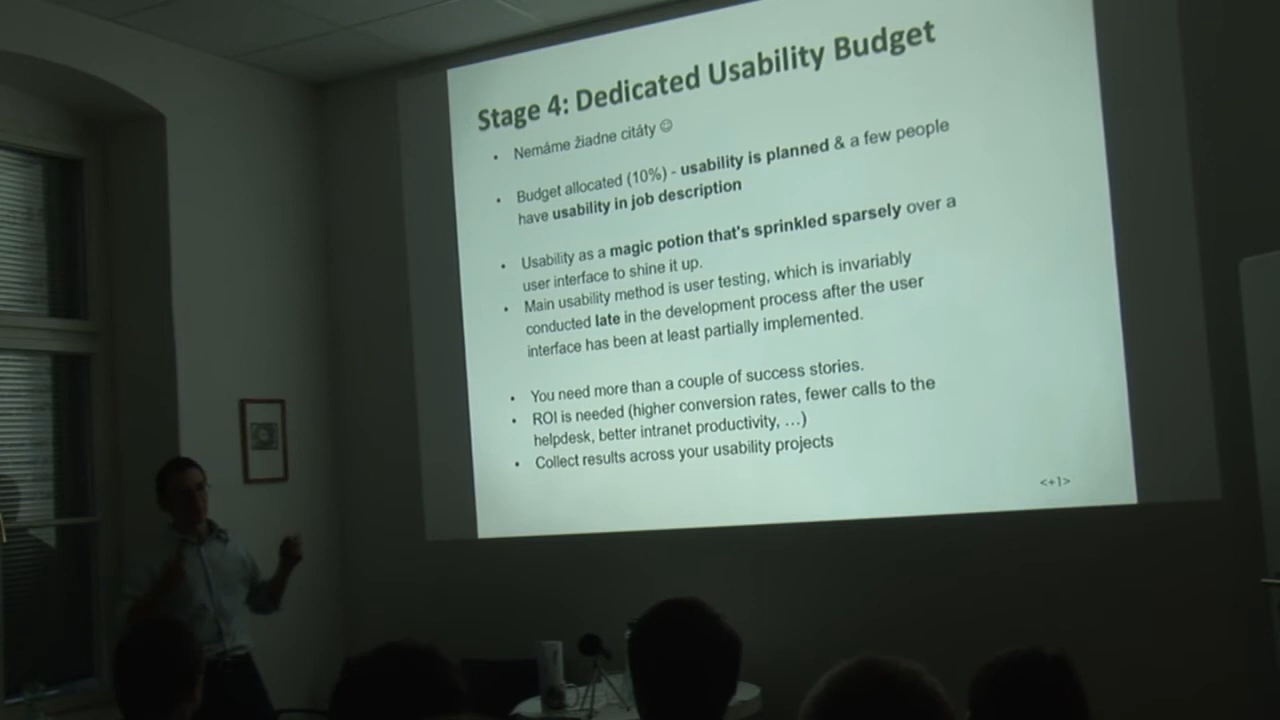 Stage 4: Dedicated Usability Budget
• Nemáme žiadne citáty ☺
• Budget allocated (10%) - usability is planned & a few people
have usability in job description
• Usability as a magic potion that's sprinkled sparsely over a
user interface to shine it up.
• Main usability method is user testing, which is invariably
conducted late in the development process after the user
interface has been at least partially implemented.
• You need more than a couple of success stories.
• ROI is needed (higher conversion rates, fewer calls to the
helpdesk, better intranet productivity, …)
• Collect results across your usability projects
<+1>